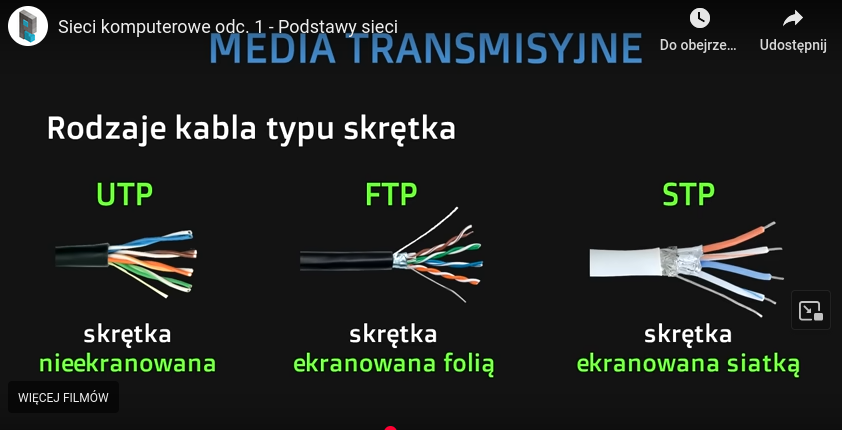 Sieci komputerowe odc. 1 - Podstawy sieci
Do obejrze...
Udostępnij
MEDIA TRANSMISYJNE
Rodzaje kabla typu skrętka
UTP
FTP
STP
skrętka
nieekranowana
skrętka
ekranowana folią
skrętka
ekranowana siatką
WIĘCEJ FILMÓW